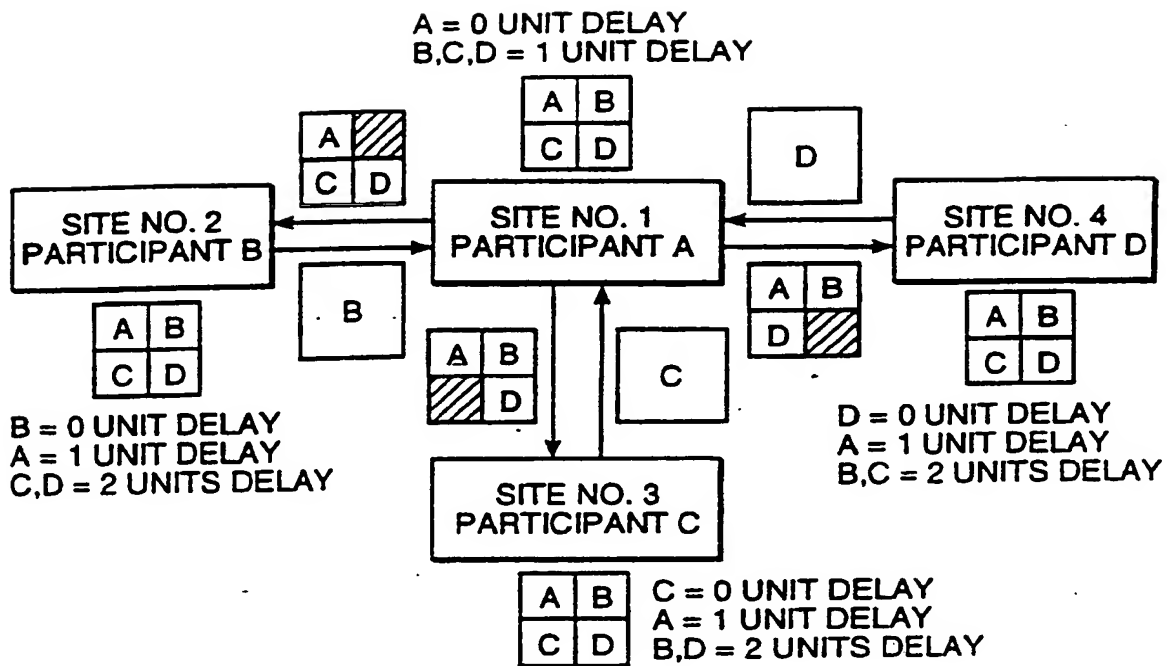 A = 0 UNIT DELAY
B,C,D = 1 UNIT DELAY
A B
C D
A
C D
D
SITE NO. 2
PARTICIPANT B
SITE NO. 1
PARTICIPANT A
SITE NO. 4
PARTICIPANT D
B
A B
D
A B
C D
A B
D
C
A B
C D
B = 0 UNIT DELAY
A = 1 UNIT DELAY
C,D = 2 UNITS DELAY
D = 0 UNIT DELAY
A = 1 UNIT DELAY
B,C = 2 UNITS DELAY
SITE NO. 3
PARTICIPANT C
A B
C D
C = 0 UNIT DELAY
A = 1 UNIT DELAY
B,D = 2 UNITS DELAY